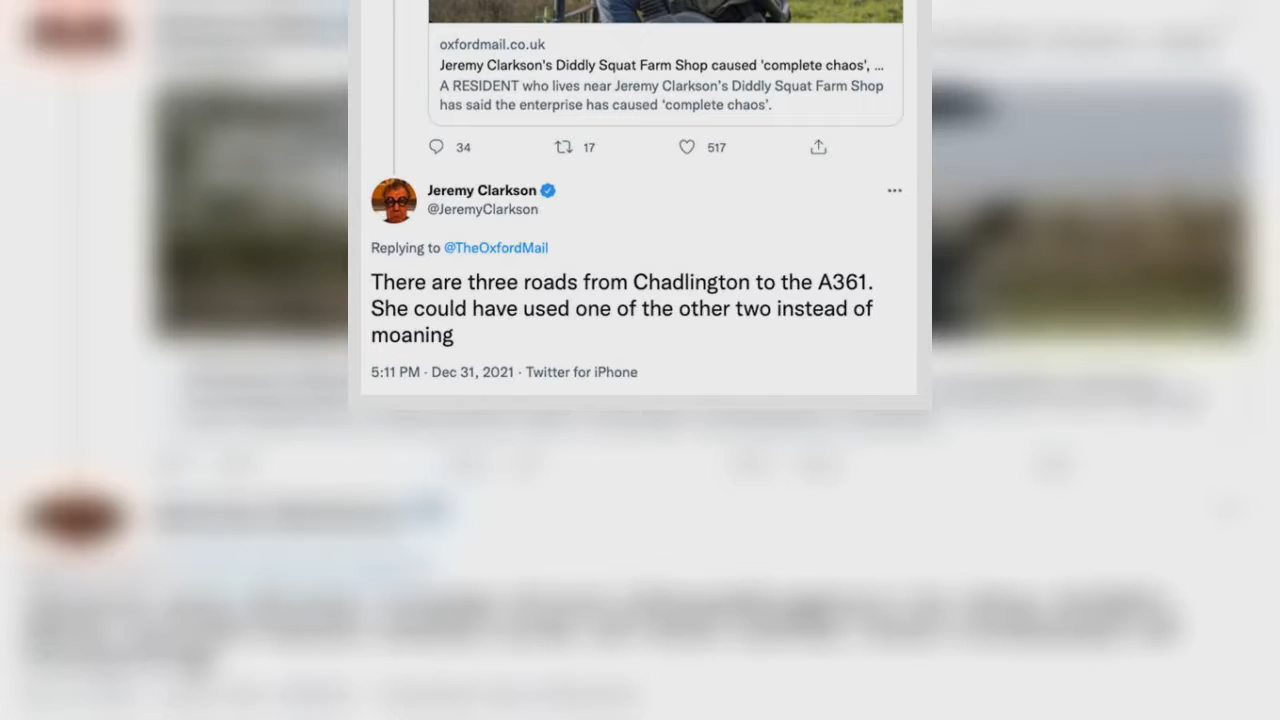 oxfordmail.co.uk
Jeremy Clarkson's Diddly Squat Farm Shop caused 'complete chaos', ...
A RESIDENT who lives near Jeremy Clarkson's Diddly Squat Farm Shop
has said the enterprise has caused 'complete chaos'.
34 17 517
Jeremy Clarkson
@JeremyClarkson
Replying to @TheOxfordMail
There are three roads from Chadlington to the A361.
She could have used one of the other two instead of
moaning
5:11 PM · Dec 31, 2021 · Twitter for iPhone